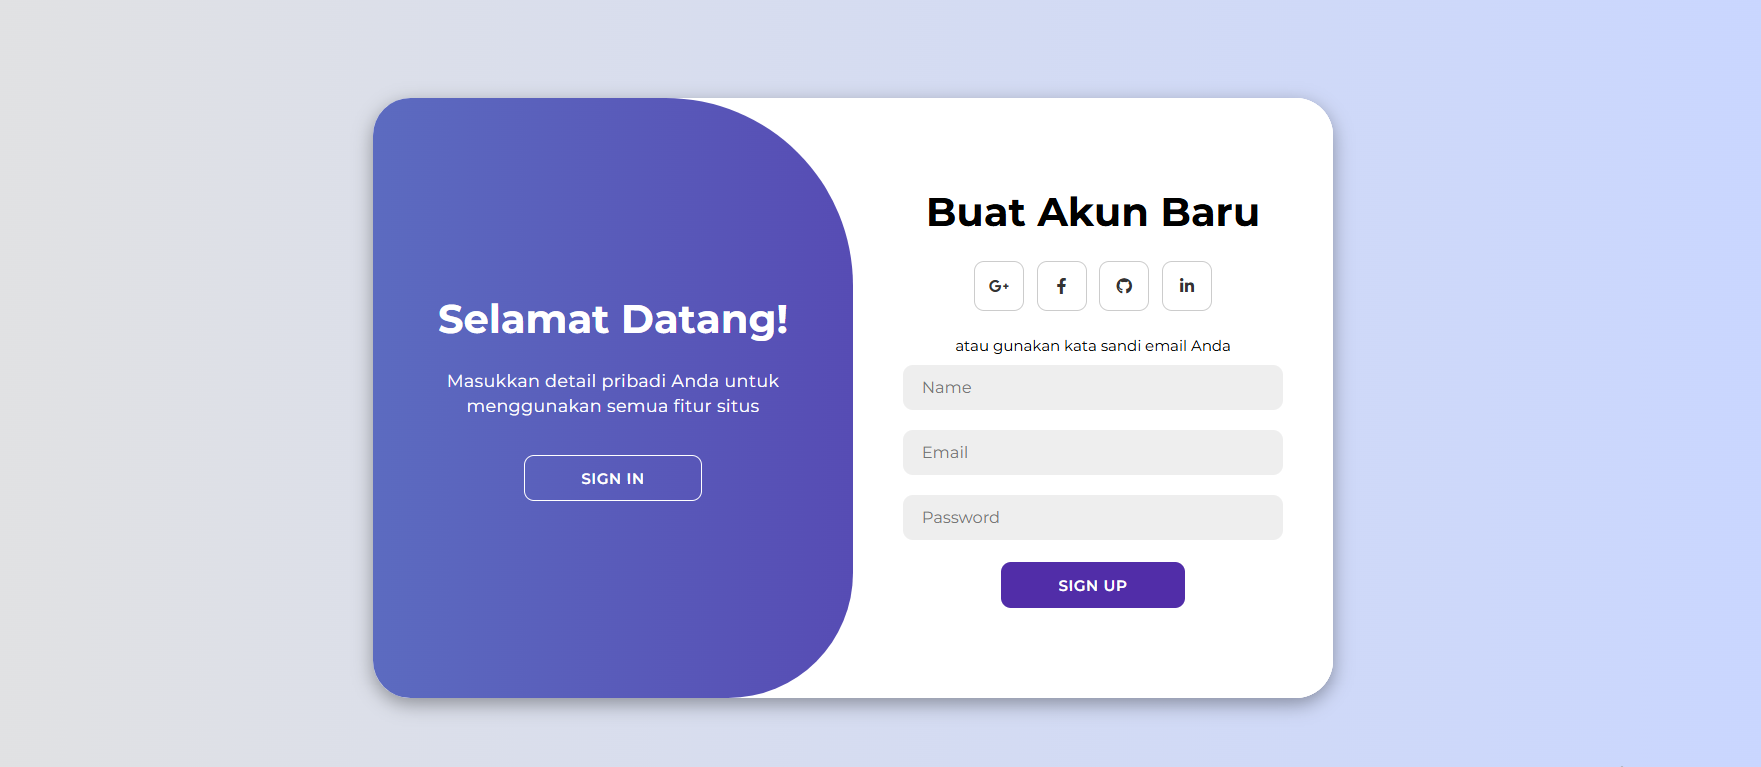 Selamat Datang!
Masukkan detail pribadi Anda untuk
menggunakan semua fitur situs
SIGN IN
Buat Akun Baru
G+ f in
atau gunakan kata sandi email Anda
Name
Email
Password
SIGN UP